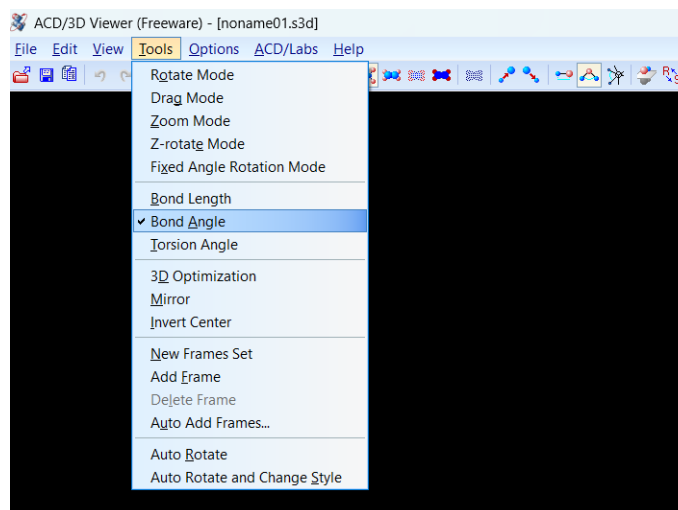 ACD/3D Viewer (Freeware) - [noname01.s3d]
File Edit View Tools Options ACD/Labs Help
Rotate Mode
Drag Mode
Zoom Mode
Z-rotate Mode
Fixed Angle Rotation Mode
Bond Length
Bond Angle
Torsion Angle
3D Optimization
Mirror
Invert Center
New Frames Set
Add Frame
Delete Frame
Auto Add Frames...
Auto Rotate
Auto Rotate and Change Style